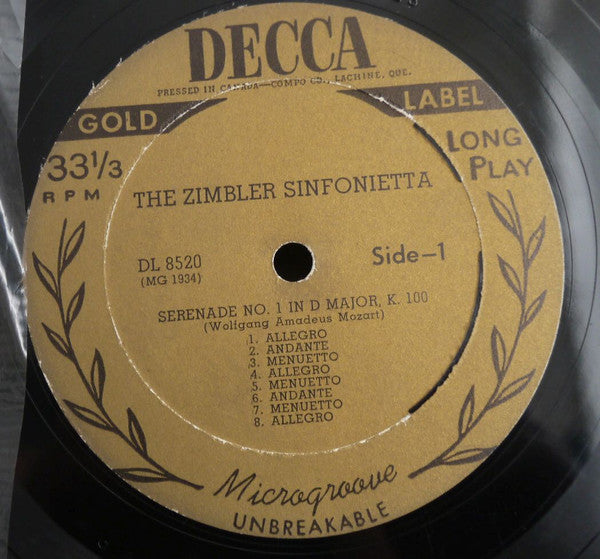 DECCA
PRESSED IN CANADA—COMPO CO., LACHINE, QUE.
GOLD LABEL
33 1/3
RPM
LONG
PLAY
THE ZIMBLER SINFONIETTA
DL 8520
(MG 1934)
Side-1
SERENADE NO. 1 IN D MAJOR, K. 100
(Wolfgang Amadeus Mozart)
1. ALLEGRO
2. ANDANTE
3. MENUETTO
4. ALLEGRO
5. MENUETTO
6. ANDANTE
7. MENUETTO
8. ALLEGRO
Microgroove
UNBREAKABLE